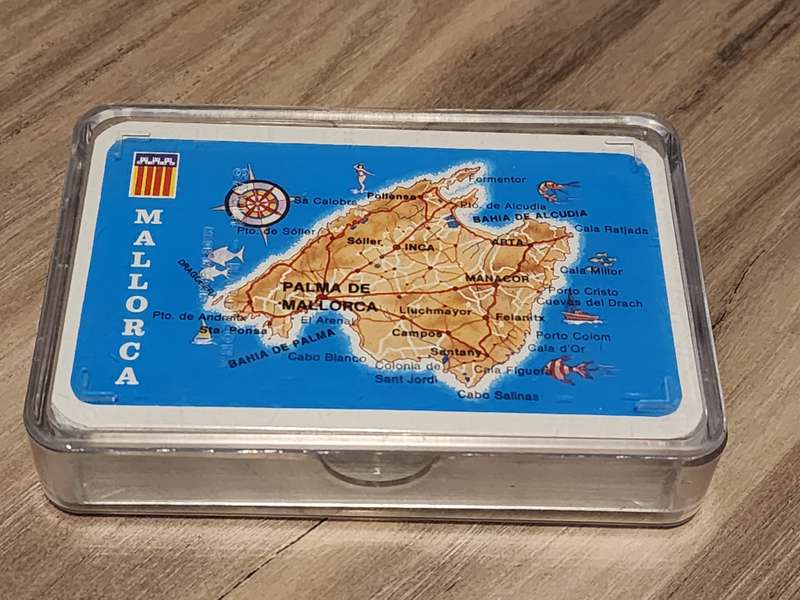 MALLORCA
Formentor
Sa Calobra
Pollensa
Pto. de Alcudia
BAHIA DE ALCUDIA
Pto. de Sóller
Cala Ratjada
Sóller
INCA
ARTA
Cala Millor
MANACOR
PALMA DE
MALLORCA
Porto Cristo
Cuevas del Drach
Pto. de Andraitx
El Arenal
Lluchmayor
Felanitx
Sta. Ponsa
Campos
Porto Colom
BAHIA DE PALMA
Cabo Blanco
Santany
Cala d'Or
Colonia de
Sant Jordi
Cala Figuera
Cabo Salinas